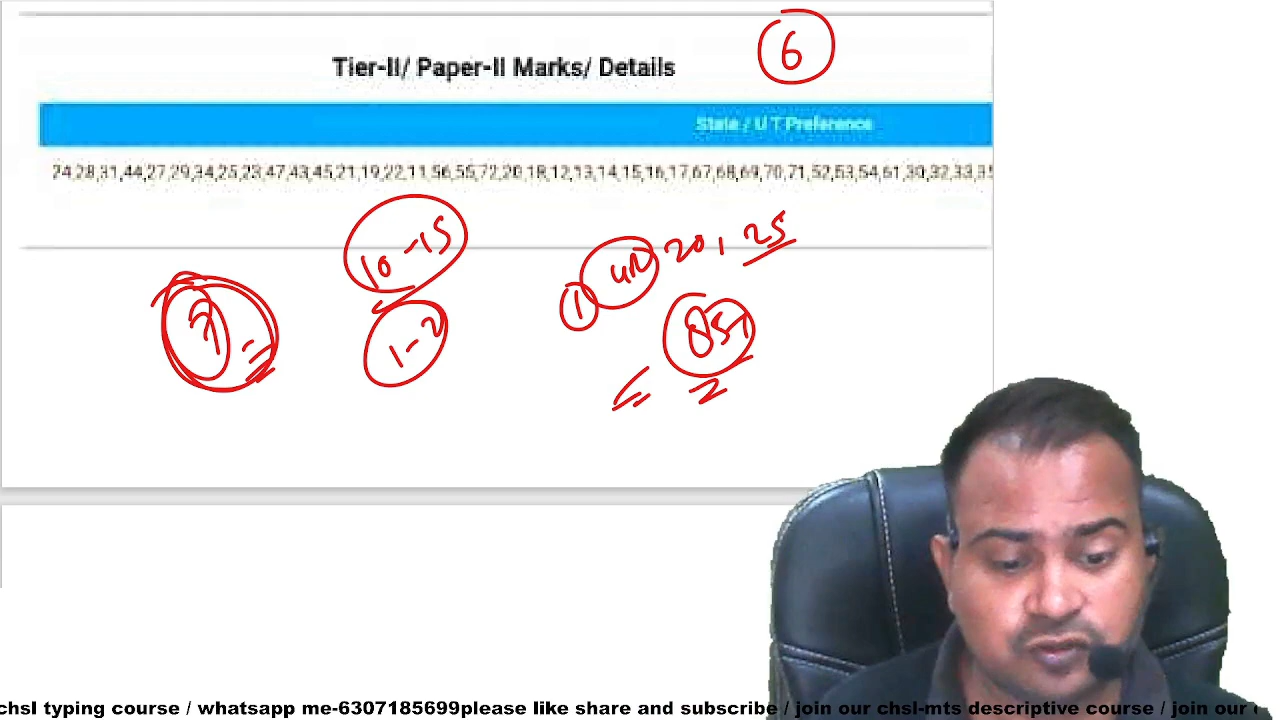 6
Tier-II/ Paper-II Marks/ Details
State / U T Preference
24,28,31,44,27,29,34,25,23,47,43,45,21,19,22,11,56,55,72,20,18,12,13,14,15,16,17,67,68,69,70,71,52,53,54,61,30,32,33,35
10-15
20, 25
1
1-2
chsl typing course / whatsapp me-6307185699please like share and subscribe / join our chsl-mts descriptive course / join our